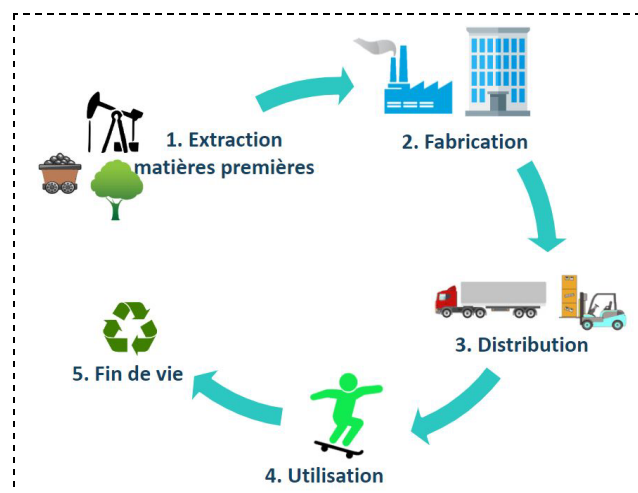 1. Extraction
matières premières
2. Fabrication
3. Distribution
4. Utilisation
5. Fin de vie